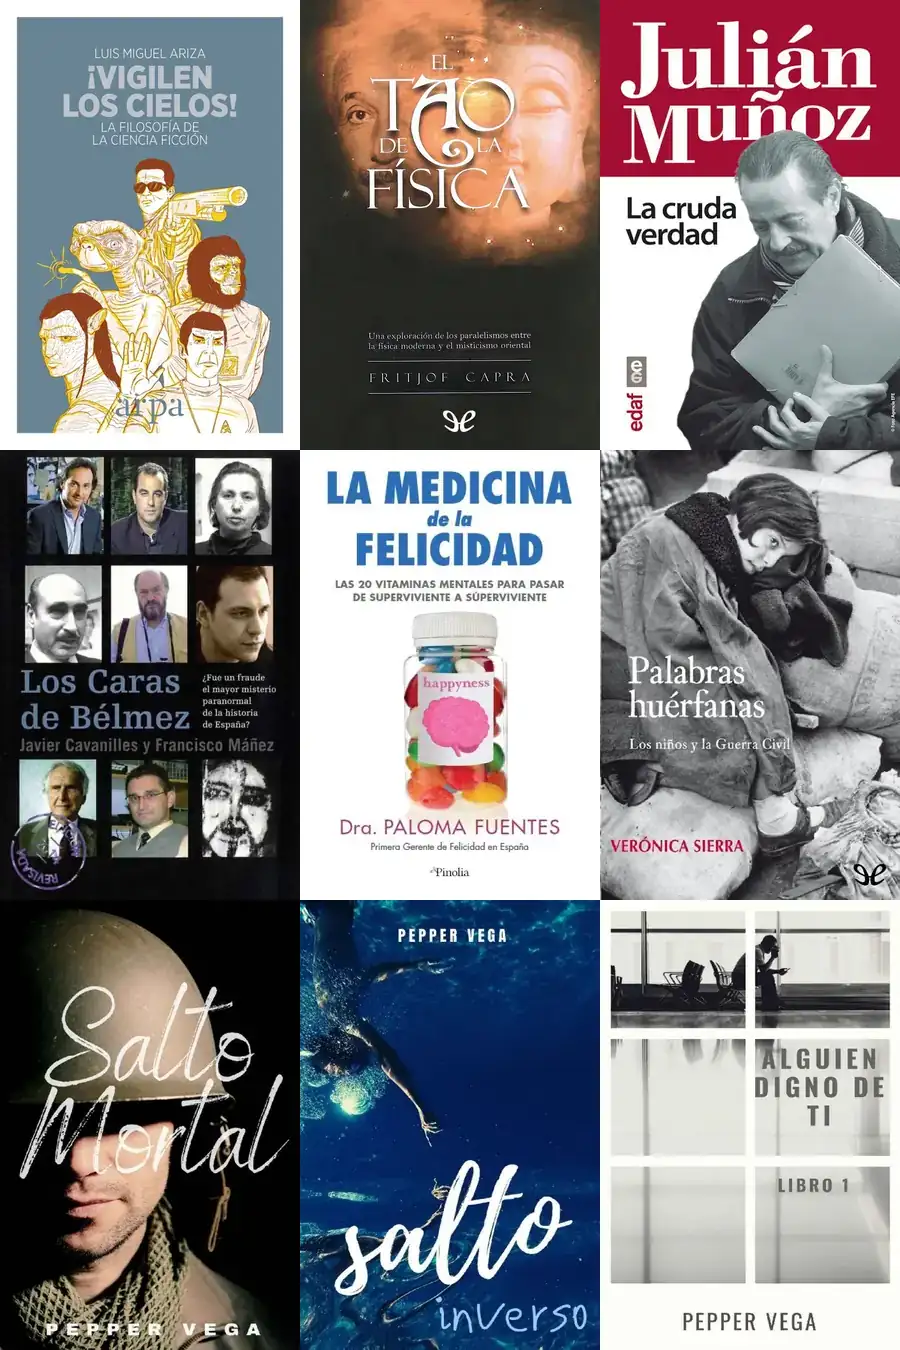 LUIS MIGUEL ARIZA
¡VIGILEN
LOS CIELOS!
LA FILOSOFÍA DE
LA CIENCIA FICCIÓN
arpa
EL
TAO
DE LA
FÍSICA
Una exploración de los paralelismos entre
la física moderna y el misticismo oriental
FRITJOF CAPRA
Julián
Muñoz
La cruda
verdad
edaf
Los Caras
de Bélmez
¿Fue un fraude
el mayor misterio
paranormal
de la historia
de España?
Javier Cavanilles y Francisco Máñez
REVISADA
LA MEDICINA
de la
FELICIDAD
LAS 20 VITAMINAS MENTALES PARA PASAR
DE SUPERVIVIENTE A SÚPERVIVIENTE
happyness
Dra. PALOMA FUENTES
Primera Gerente de Felicidad en España
Pinolia
Palabras
huérfanas
Los niños y la Guerra Civil
VERÓNICA SIERRA
Salto
Mortal
PEPPER VEGA
PEPPER VEGA
salto
inverso
ALGUIEN
DIGNO DE
TI
LIBRO 1
PEPPER VEGA